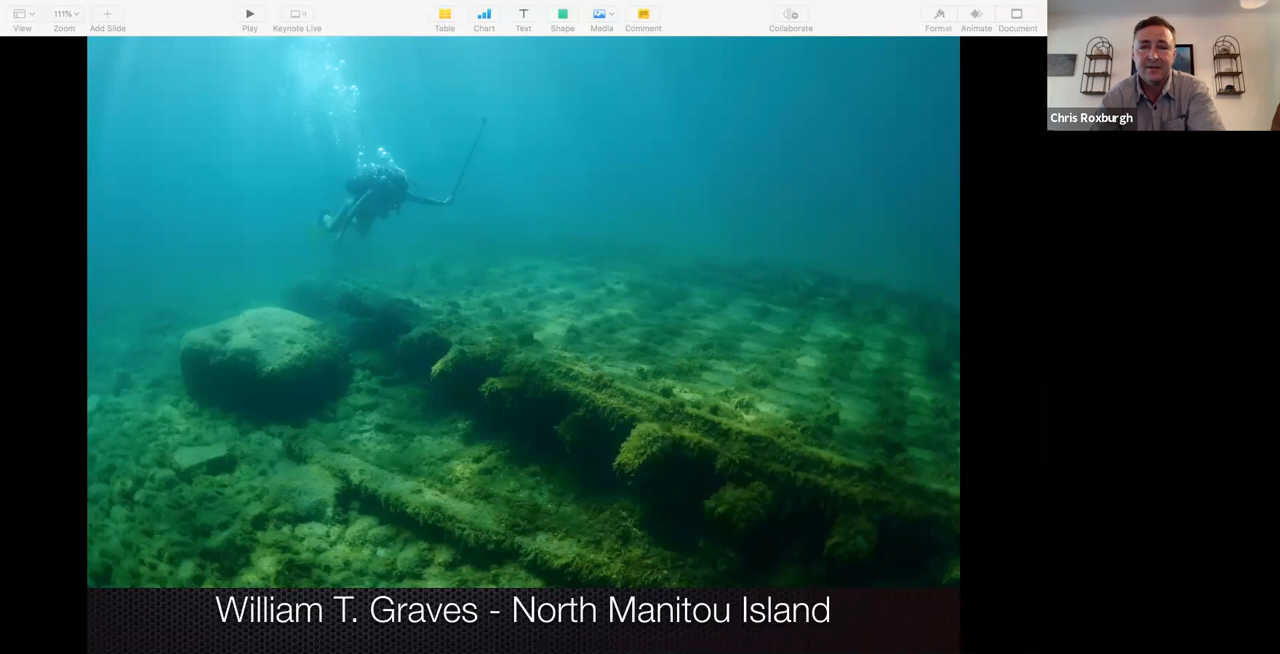 View
111%
Zoom
Add Slide
Play
Keynote Live
Table
Chart
Text
Shape
Media
Comment
Collaborate
Format
Animate
Document
Chris Roxburgh
William T. Graves - North Manitou Island